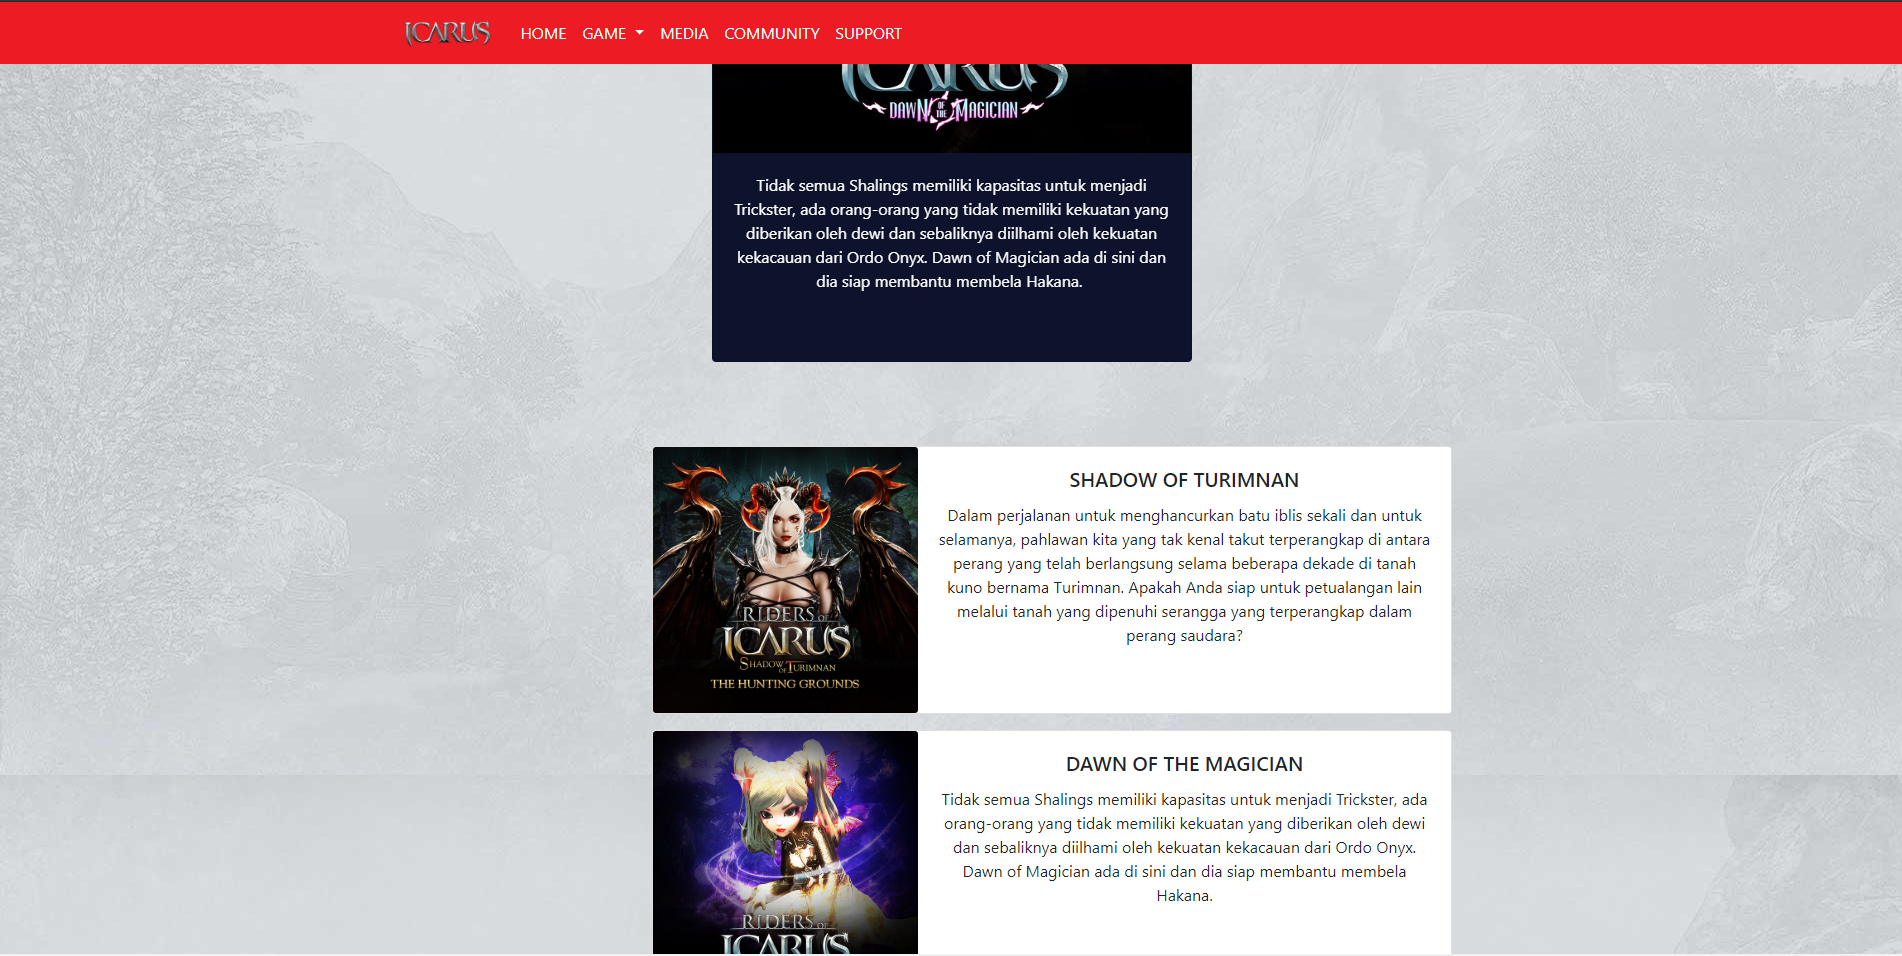 ICARUS HOME GAME MEDIA COMMUNITY SUPPORT
ICARUS
DAWN OF THE MAGICIAN
Tidak semua Shalings memiliki kapasitas untuk menjadi
Trickster, ada orang-orang yang tidak memiliki kekuatan yang
diberikan oleh dewi dan sebaliknya diilhami oleh kekuatan
kekacauan dari Ordo Onyx. Dawn of Magician ada di sini dan
dia siap membantu membela Hakana.
RIDERS OF
ICARUS
SHADOW OF TURIMNAN
THE HUNTING GROUNDS
SHADOW OF TURIMNAN
Dalam perjalanan untuk menghancurkan batu iblis sekali dan untuk
selamanya, pahlawan kita yang tak kenal takut terperangkap di antara
perang yang telah berlangsung selama beberapa dekade di tanah
kuno bernama Turimnan. Apakah Anda siap untuk petualangan lain
melalui tanah yang dipenuhi serangga yang terperangkap dalam
perang saudara?
RIDERS OF
ICARUS
DAWN OF THE MAGICIAN
Tidak semua Shalings memiliki kapasitas untuk menjadi Trickster, ada
orang-orang yang tidak memiliki kekuatan yang diberikan oleh dewi
dan sebaliknya diilhami oleh kekuatan kekacauan dari Ordo Onyx.
Dawn of Magician ada di sini dan dia siap membantu membela
Hakana.